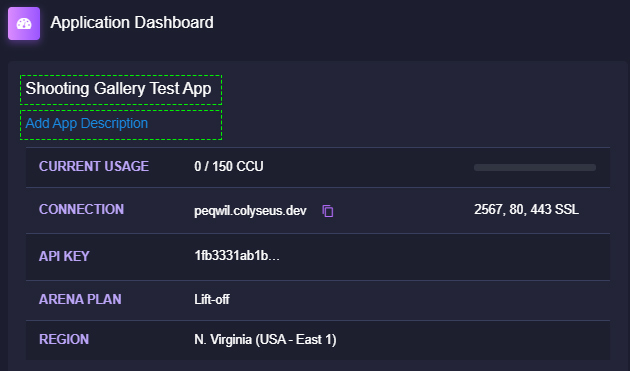 Application Dashboard
Shooting Gallery Test App
Add App Description
CURRENT USAGE 0 / 150 CCU
CONNECTION peqwil.colyseus.dev 2567, 80, 443 SSL
API KEY 1fb3331ab1b...
ARENA PLAN Lift-off
REGION N. Virginia (USA - East 1)